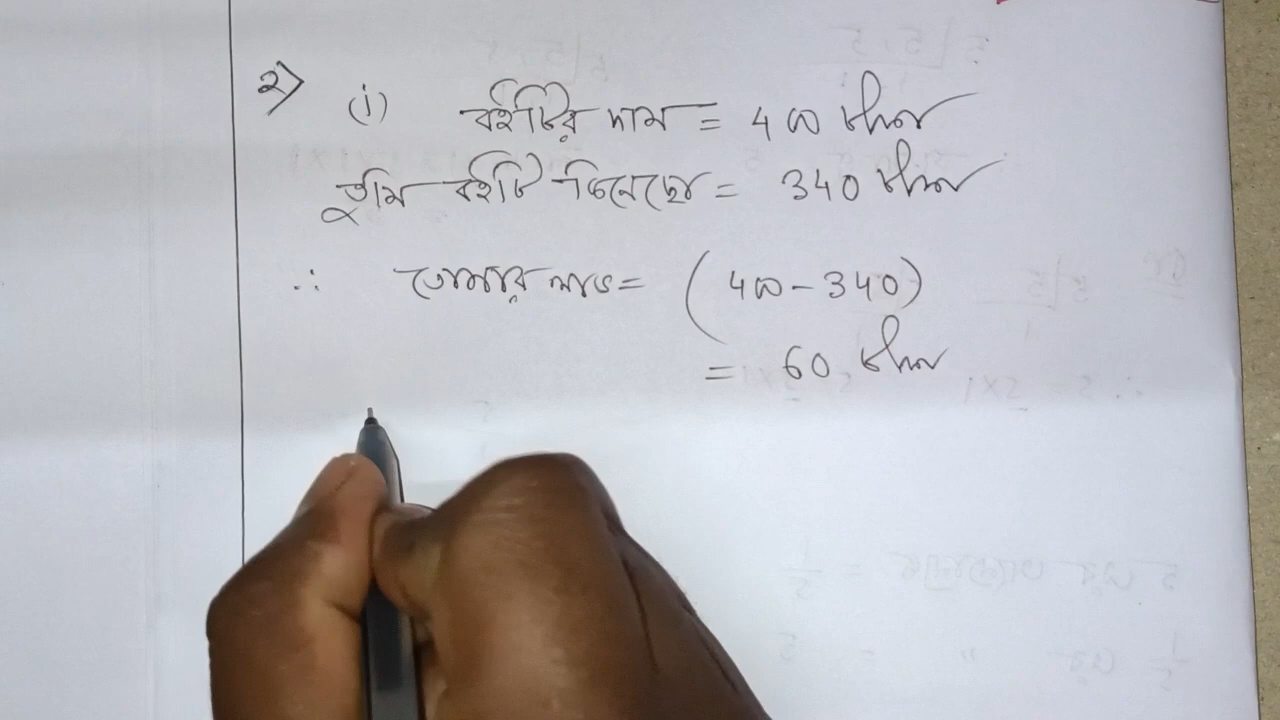 ২) (i) বইটির দাম = 400 টাকা
তুমি বইটি কিনেছো = 340 টাকা
∴ তোমার লাভ = (400 - 340)
= 60 টাকা